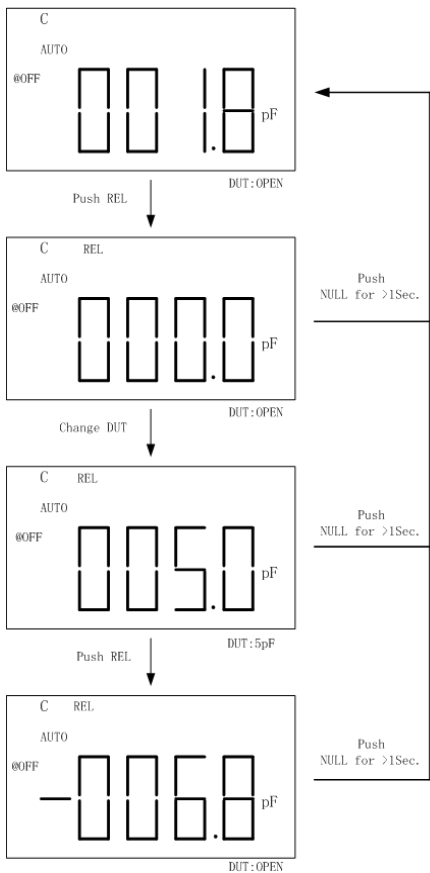 C
AUTO
@OFF
001.8 pF
DUT:OPEN
Push REL
C REL
AUTO
@OFF
000.0 pF
DUT:OPEN
Push
NULL for >1Sec.
Change DUT
C REL
AUTO
@OFF
005.0 pF
DUT:5pF
Push
NULL for >1Sec.
Push REL
C REL
AUTO
@OFF
-006.8 pF
DUT:OPEN
Push
NULL for >1Sec.